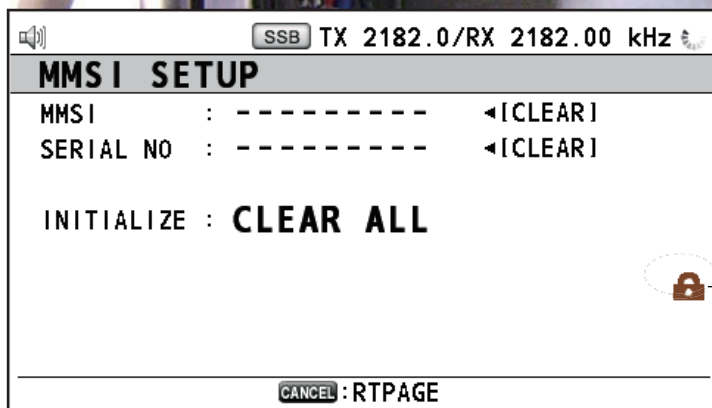 SSB TX 2182.0/RX 2182.00 kHz
MMSI SETUP
MMSI : --------- ◄[CLEAR]
SERIAL NO : --------- ◄[CLEAR]
INITIALIZE : CLEAR ALL
CANCEL : RTPAGE